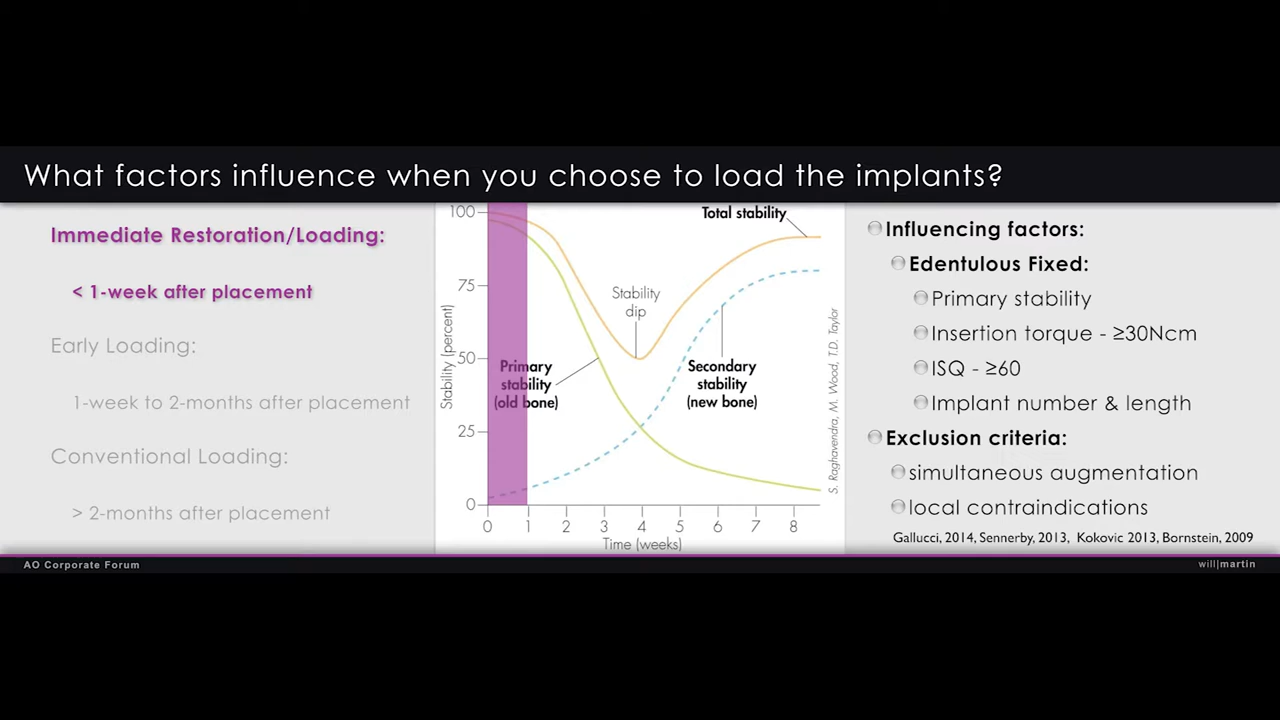 What factors influence when you choose to load the implants?
Immediate Restoration/Loading:
< 1-week after placement
Early Loading:
1-week to 2-months after placement
Conventional Loading:
> 2-months after placement
Stability (percent)
100
75
50
25
0
Total stability
Stability
dip
Primary
stability
(old bone)
Secondary
stability
(new bone)
0 1 2 3 4 5 6 7 8
Time (weeks)
S. Raghavendra, M. Wood, T.D. Taylor
Influencing factors:
Edentulous Fixed:
Primary stability
Insertion torque - ≥30Ncm
ISQ - ≥60
Implant number & length
Exclusion criteria:
simultaneous augmentation
local contraindications
Gallucci, 2014, Sennerby, 2013, Kokovic 2013, Bornstein, 2009
AO Corporate Forum
will|martin